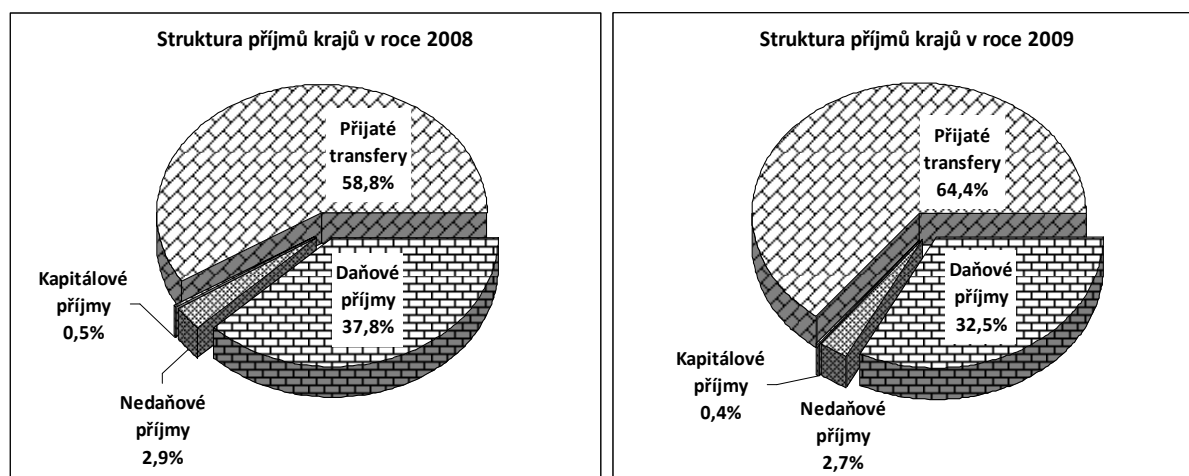 Struktura příjmů krajů v roce 2008
Přijaté
transfery
58,8%
Daňové
příjmy
37,8%
Kapitálové
příjmy
0,5%
Nedaňové
příjmy
2,9%
Struktura příjmů krajů v roce 2009
Přijaté
transfery
64,4%
Daňové
příjmy
32,5%
Kapitálové
příjmy
0,4%
Nedaňové
příjmy
2,7%